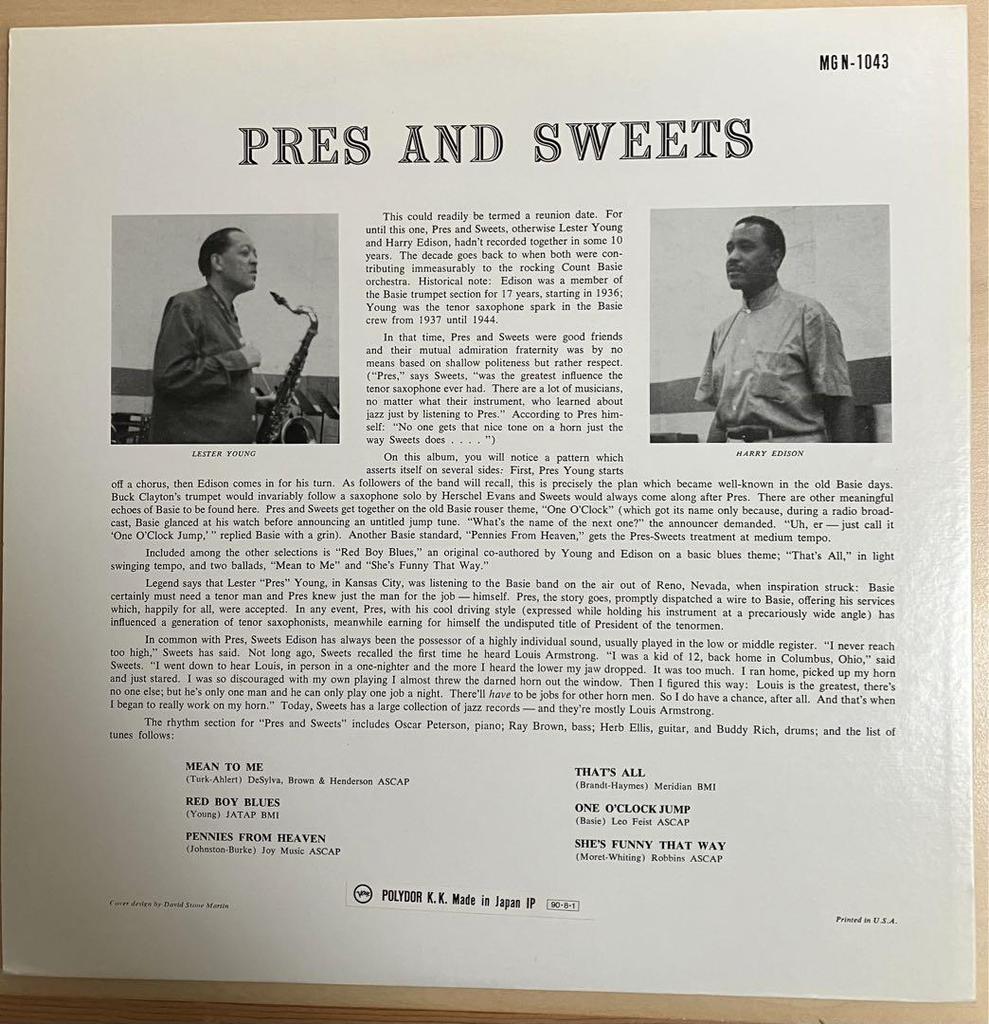 MG N-1043
PRES AND SWEETS
This could readily be termed a reunion date. For
until this one, Pres and Sweets, otherwise Lester Young
and Harry Edison, hadn't recorded together in some 10
years. The decade goes back to when both were con-
tributing immeasurably to the rocking Count Basie
orchestra. Historical note: Edison was a member of
the Basie trumpet section for 17 years, starting in 1936;
Young was the tenor saxophone spark in the Basie
crew from 1937 until 1944.
In that time, Pres and Sweets were good friends
and their mutual admiration fraternity was by no
means based on shallow politeness but rather respect.
("Pres," says Sweets, "was the greatest influence the
tenor saxophone ever had. There are a lot of musicians,
no matter what their instrument, who learned about
jazz just by listening to Pres." According to Pres him-
self: "No one gets that nice tone on a horn just the
way Sweets does . . . . ")
LESTER YOUNG
HARRY EDISON
On this album, you will notice a pattern which
asserts itself on several sides: First, Pres Young starts
off a chorus, then Edison comes in for his turn. As followers of the band will recall, this is precisely the plan which became well-known in the old Basie days.
Buck Clayton's trumpet would invariably follow a saxophone solo by Herschel Evans and Sweets would always come along after Pres. There are other meaningful
echoes of Basie to be found here. Pres and Sweets get together on the old Basie rouser theme, "One O'Clock" (which got its name only because, during a radio broad-
cast, Basie glanced at his watch before announcing an untitled jump tune. "What's the name of the next one?" the announcer demanded. "Uh, er — just call it
'One O'Clock Jump,' " replied Basie with a grin). Another Basie standard, "Pennies From Heaven," gets the Pres-Sweets treatment at medium tempo.
Included among the other selections is "Red Boy Blues," an original co-authored by Young and Edison on a basic blues theme; "That's All," in light
swinging tempo, and two ballads, "Mean to Me" and "She's Funny That Way."
Legend says that Lester "Pres" Young, in Kansas City, was listening to the Basie band on the air out of Reno, Nevada, when inspiration struck: Basie
certainly must need a tenor man and Pres knew just the man for the job — himself. Pres, the story goes, promptly dispatched a wire to Basie, offering his services
which, happily for all, were accepted. In any event, Pres, with his cool driving style (expressed while holding his instrument at a precariously wide angle) has
influenced a generation of tenor saxophonists, meanwhile earning for himself the undisputed title of President of the tenormen.
In common with Pres, Sweets Edison has always been the possessor of a highly individual sound, usually played in the low or middle register. "I never reach
too high," Sweets has said. Not long ago, Sweets recalled the first time he heard Louis Armstrong. "I was a kid of 12, back home in Columbus, Ohio," said
Sweets. "I went down to hear Louis, in person in a one-nighter and the more I heard the lower my jaw dropped. It was too much. I ran home, picked up my horn
and just stared. I was so discouraged with my own playing I almost threw the darned horn out the window. Then I figured this way: Louis is the greatest, there's
no one else; but he's only one man and he can only play one job a night. There'll have to be jobs for other horn men. So I do have a chance, after all. And that's when
I began to really work on my horn." Today, Sweets has a large collection of jazz records — and they're mostly Louis Armstrong.
The rhythm section for "Pres and Sweets" includes Oscar Peterson, piano; Ray Brown, bass; Herb Ellis, guitar, and Buddy Rich, drums; and the list of
tunes follows:
MEAN TO ME
(Turk-Ahlert) DeSylva, Brown & Henderson ASCAP
RED BOY BLUES
(Young) JATAP BMI
PENNIES FROM HEAVEN
(Johnston-Burke) Joy Music ASCAP
THAT'S ALL
(Brandt-Haymes) Meridian BMI
ONE O'CLOCK JUMP
(Basie) Leo Feist ASCAP
SHE'S FUNNY THAT WAY
(Moret-Whiting) Robbins ASCAP
Cover design by David Stone Martin
Verve POLYDOR K. K. Made in Japan IP 90·8·1
Printed in U.S.A.